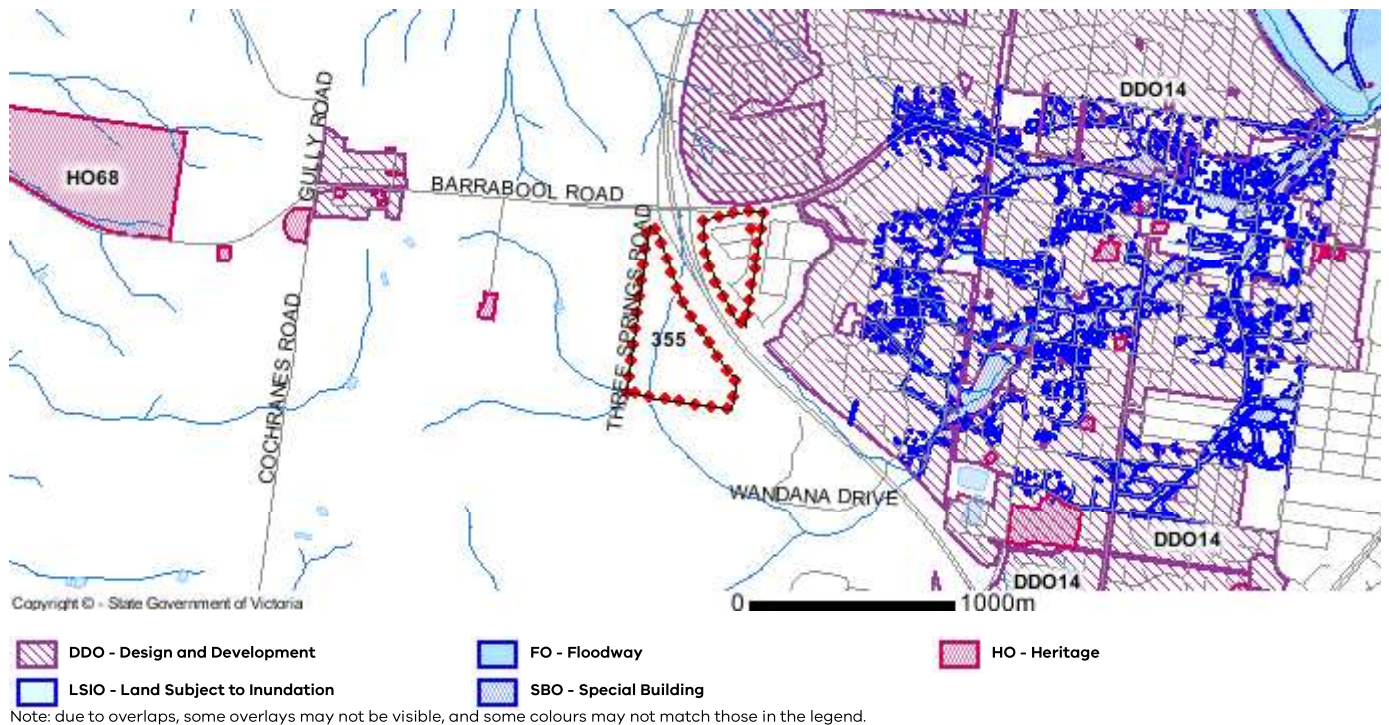 DDO14
GULLY ROAD
HO68
BARRABOOL ROAD
THREE SPRINGS ROAD
355
COCHRANES ROAD
WANDANA DRIVE
DDO14
DDO14
Copyright © - State Government of Victoria
0 1000m
DDO - Design and Development
FO - Floodway
HO - Heritage
LSIO - Land Subject to Inundation
SBO - Special Building
Note: due to overlaps, some overlays may not be visible, and some colours may not match those in the legend.